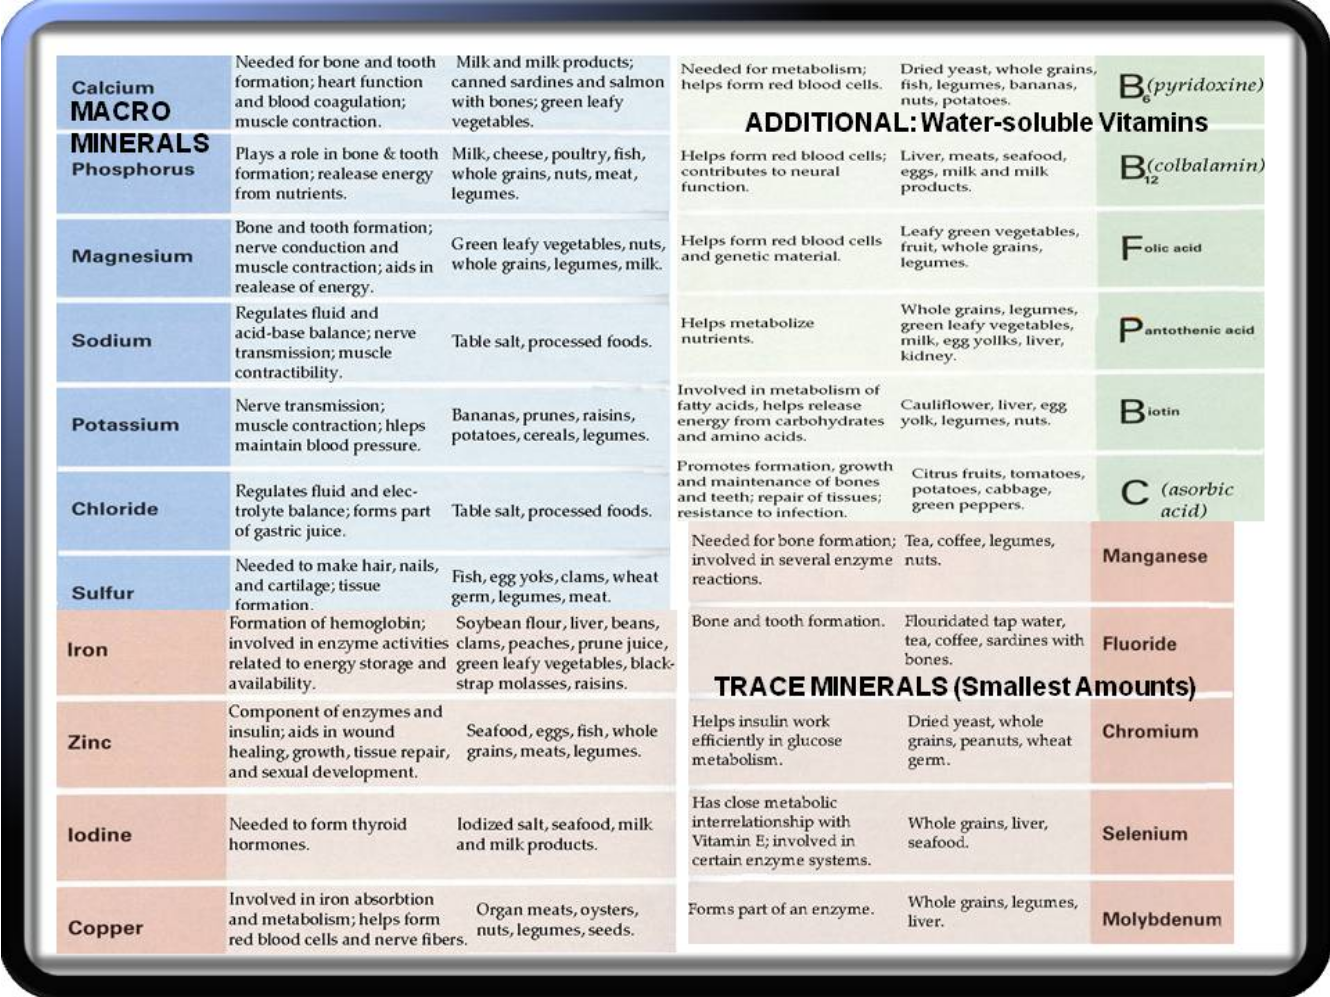 Calcium
MACRO
MINERALS
Needed for bone and tooth
formation; heart function
and blood coagulation;
muscle contraction.
Milk and milk products;
canned sardines and salmon
with bones; green leafy
vegetables.
Phosphorus
Plays a role in bone & tooth
formation; realease energy
from nutrients.
Milk, cheese, poultry, fish,
whole grains, nuts, meat,
legumes.
Magnesium
Bone and tooth formation;
nerve conduction and
muscle contraction; aids in
realease of energy.
Green leafy vegetables, nuts,
whole grains, legumes, milk.
Sodium
Regulates fluid and
acid-base balance; nerve
transmission; muscle
contractibility.
Table salt, processed foods.
Potassium
Nerve transmission;
muscle contraction; hleps
maintain blood pressure.
Bananas, prunes, raisins,
potatoes, cereals, legumes.
Chloride
Regulates fluid and elec-
trolyte balance; forms part
of gastric juice.
Table salt, processed foods.
Sulfur
Needed to make hair, nails,
and cartilage; tissue
formation.
Fish, egg yoks, clams, wheat
germ, legumes, meat.
Iron
Formation of hemoglobin;
involved in enzyme activities
related to energy storage and
availability.
Soybean flour, liver, beans,
clams, peaches, prune juice,
green leafy vegetables, black-
strap molasses, raisins.
Zinc
Component of enzymes and
insulin; aids in wound
healing, growth, tissue repair,
and sexual development.
Seafood, eggs, fish, whole
grains, meats, legumes.
Iodine
Needed to form thyroid
hormones.
Iodized salt, seafood, milk
and milk products.
Copper
Involved in iron absorbtion
and metabolism; helps form
red blood cells and nerve fibers.
Organ meats, oysters,
nuts, legumes, seeds.
Needed for metabolism;
helps form red blood cells.
Dried yeast, whole grains,
fish, legumes, bananas,
nuts, potatoes.
B6 (pyridoxine)
ADDITIONAL: Water-soluble Vitamins
Helps form red blood cells;
contributes to neural
function.
Liver, meats, seafood,
eggs, milk and milk
products.
B12 (colbalamin)
Helps form red blood cells
and genetic material.
Leafy green vegetables,
fruit, whole grains,
legumes.
Folic acid
Helps metabolize
nutrients.
Whole grains, legumes,
green leafy vegetables,
milk, egg yollks, liver,
kidney.
Pantothenic acid
Involved in metabolism of
fatty acids, helps release
energy from carbohydrates
and amino acids.
Cauliflower, liver, egg
yolk, legumes, nuts.
Biotin
Promotes formation, growth
and maintenance of bones
and teeth; repair of tissues;
resistance to infection.
Citrus fruits, tomatoes,
potatoes, cabbage,
green peppers.
C (asorbic
acid)
Needed for bone formation;
involved in several enzyme
reactions.
Tea, coffee, legumes,
nuts.
Manganese
Bone and tooth formation.
Flouridated tap water,
tea, coffee, sardines with
bones.
Fluoride
TRACE MINERALS (Smallest Amounts)
Helps insulin work
efficiently in glucose
metabolism.
Dried yeast, whole
grains, peanuts, wheat
germ.
Chromium
Has close metabolic
interrelationship with
Vitamin E; involved in
certain enzyme systems.
Whole grains, liver,
seafood.
Selenium
Forms part of an enzyme.
Whole grains, legumes,
liver.
Molybdenum